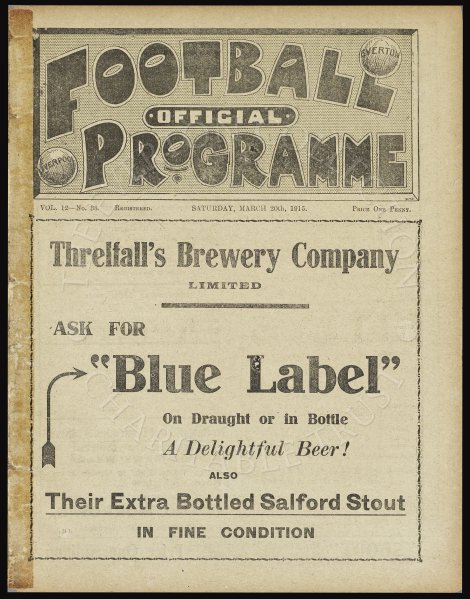 FOOTBALL
EVERTON
OFFICIAL
LIVERPOOL
PROGRAMME
VOL. 12—No. 38. REGISTERED. SATURDAY, MARCH 20th, 1915. PRICE ONE PENNY.
Threlfall's Brewery Company
LIMITED
ASK FOR
"Blue Label"
On Draught or in Bottle
A Delightful Beer!
ALSO
Their Extra Bottled Salford Stout
IN FINE CONDITION